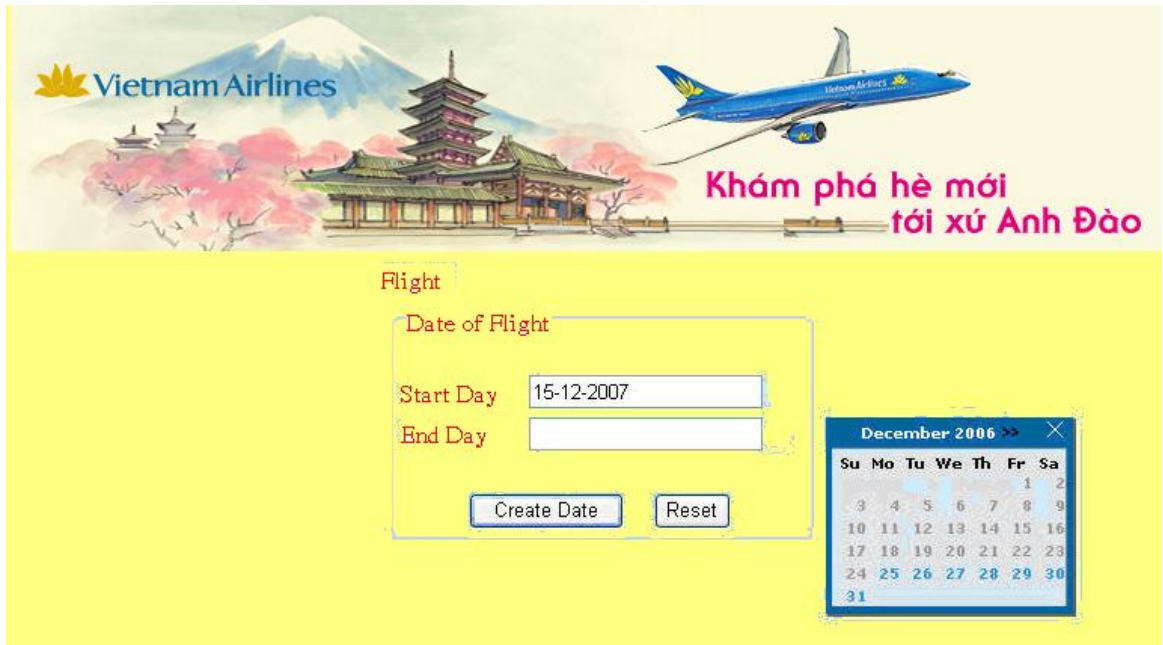 Vietnam Airlines
Vietnam Airlines
Khám phá hè mới
tới xứ Anh Đào
Flight
Date of Flight
Start Day 15-12-2007
End Day
Create Date Reset
December 2006 >>
Su Mo Tu We Th Fr Sa
1 2
3 4 5 6 7 8 9
10 11 12 13 14 15 16
17 18 19 20 21 22 23
24 25 26 27 28 29 30
31